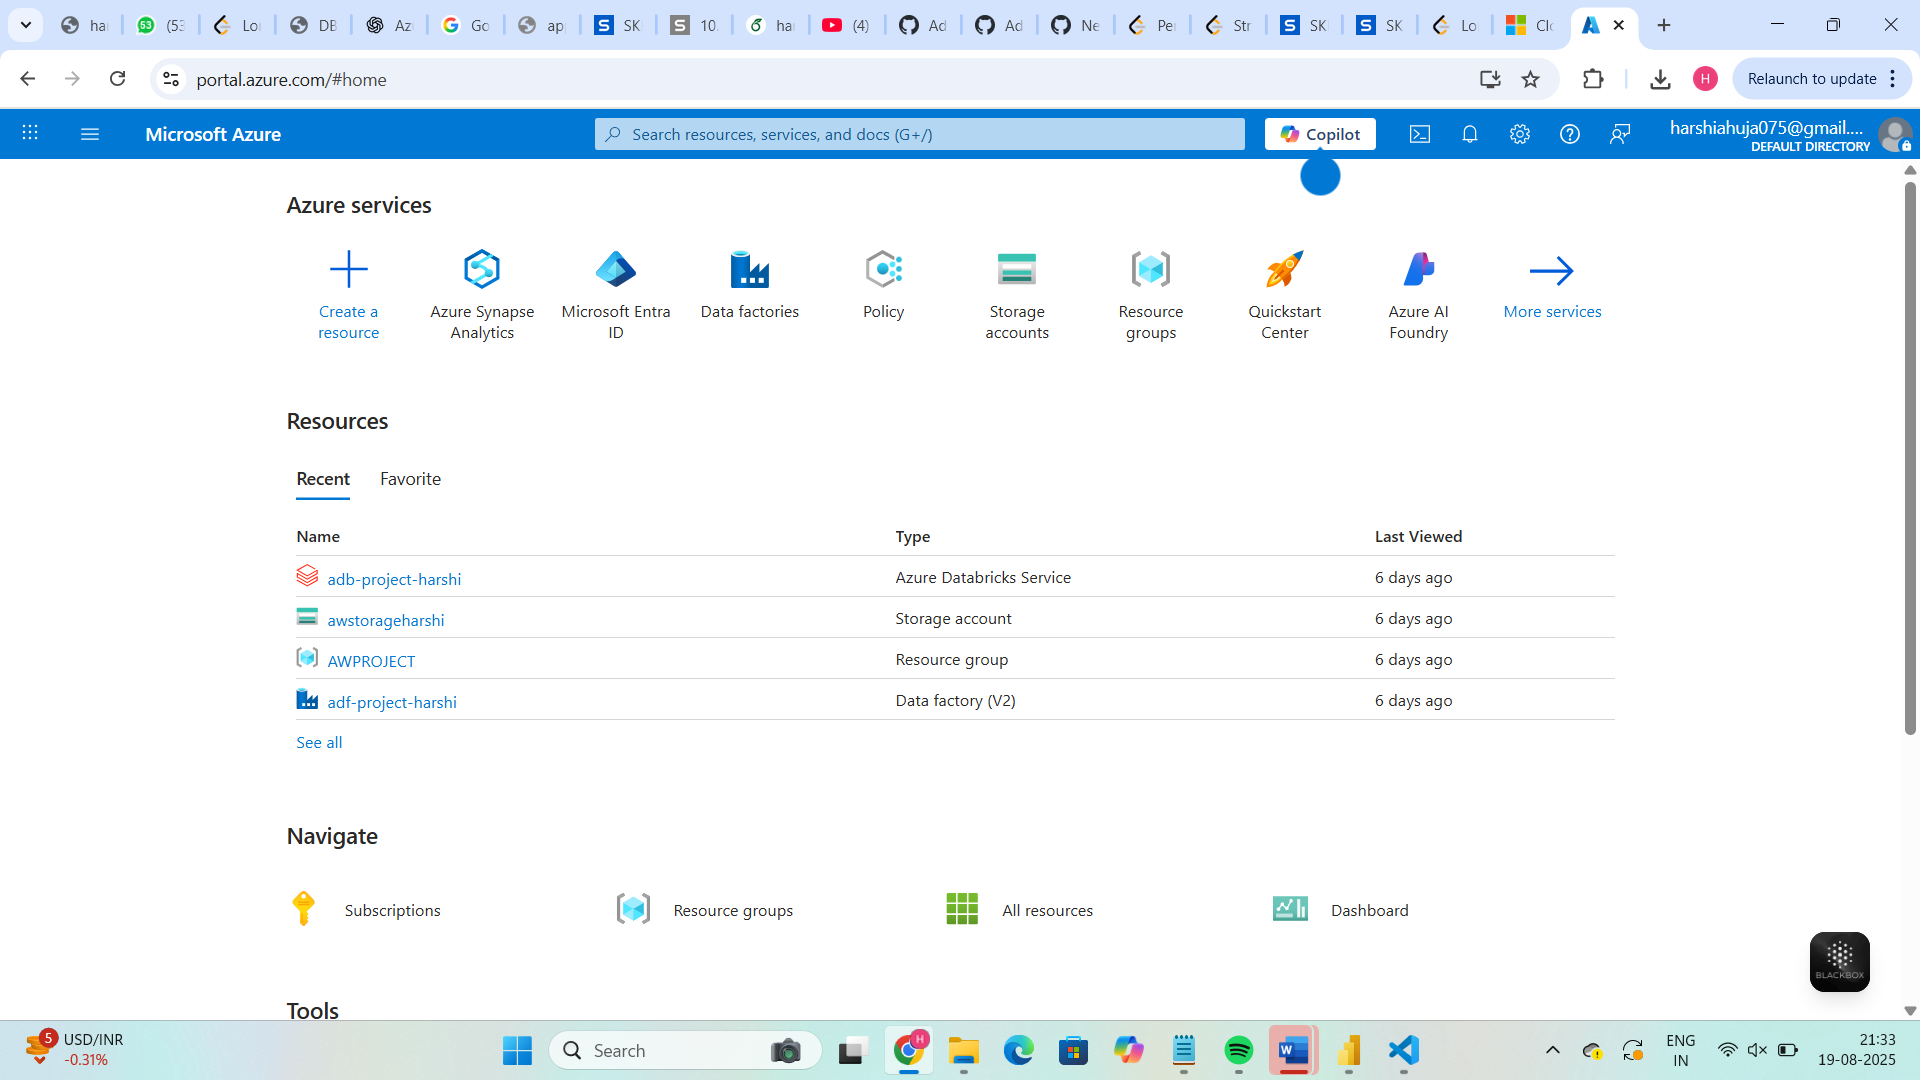 har
(53
Lo
DB
Az
Go
ap
SK
10.
har
(4)
Ad
Ad
Ne
Pe
Str
SK
SK
Lo
Clo
portal.azure.com/#home
H
Relaunch to update
Microsoft Azure
Search resources, services, and docs (G+/)
Copilot
harshiahuja075@gmail....
DEFAULT DIRECTORY
Azure services
Create a resource
Azure Synapse Analytics
Microsoft Entra ID
Data factories
Policy
Storage accounts
Resource groups
Quickstart Center
Azure AI Foundry
More services
Resources
Recent Favorite
Name Type Last Viewed
adb-project-harshi Azure Databricks Service 6 days ago
awstorageharshi Storage account 6 days ago
AWPROJECT Resource group 6 days ago
adf-project-harshi Data factory (V2) 6 days ago
See all
Navigate
Subscriptions Resource groups All resources Dashboard
BLACKBOX
Tools
5
USD/INR
-0.31%
Search
H
ENG
IN
21:33
19-08-2025